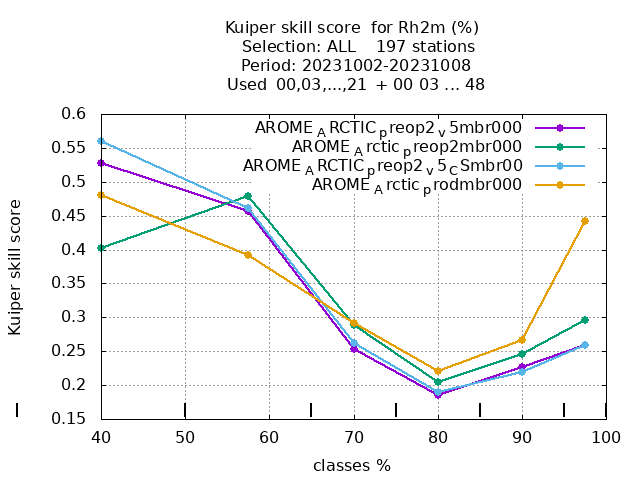 Kuiper skill score  for Rh2m (%)
Selection: ALL    197 stations
Period: 20231002-20231008
Used  00,03,...,21  + 00 03 ... 48
AROME_ARCTIC_preop2_v5mbr000
AROME_Arctic_preop2mbr000
AROME_ARCTIC_preop2_v5_CSmbr00
AROME_Arctic_prodmbr000
0.6
0.55
0.5
0.45
0.4
0.35
0.3
0.25
0.2
0.15
Kuiper skill score
40 50 60 70 80 90 100
classes %